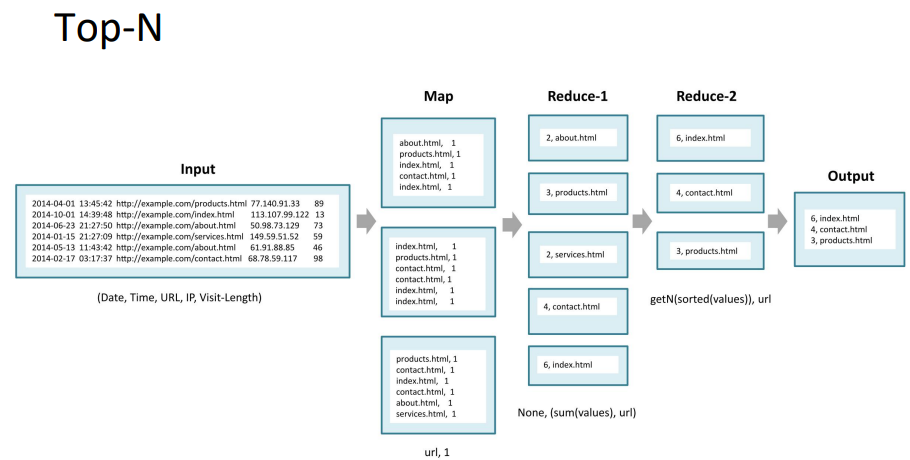 Top-N
Input
2014-04-01 13:45:42 http://example.com/products.html 77.140.91.33 89
2014-10-01 14:39:48 http://example.com/index.html 113.107.99.122 13
2014-06-23 21:27:50 http://example.com/about.html 50.98.73.129 73
2014-01-15 21:27:09 http://example.com/services.html 149.59.51.52 59
2014-05-13 11:43:42 http://example.com/about.html 61.91.88.85 46
2014-02-17 03:17:37 http://example.com/contact.html 68.78.59.117 98
(Date, Time, URL, IP, Visit-Length)
Map
about.html, 1
products.html, 1
index.html, 1
contact.html, 1
index.html, 1
index.html, 1
products.html, 1
contact.html, 1
contact.html, 1
index.html, 1
index.html, 1
products.html, 1
contact.html, 1
index.html, 1
contact.html, 1
about.html, 1
services.html, 1
url, 1
Reduce-1
2, about.html
3, products.html
2, services.html
4, contact.html
6, index.html
None, (sum(values), url)
Reduce-2
6, index.html
4, contact.html
3, products.html
getN(sorted(values)), url
Output
6, index.html
4, contact.html
3, products.html